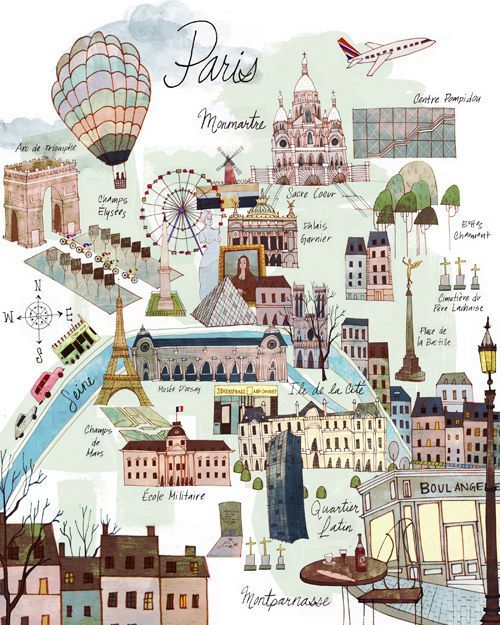 Paris
Monmartre
Centre Pompidou
Arc de Triomphe
Sacre Coeur
Champs
Elysées
Palais
Garnier
Buttes
Chaumont
N
W
E
S
Cimetière du
Père Lachaise
Place de
la Bastille
Seine
Musée D'orsay
SHAKESPEARE AND COMPANY
Ile de la Cité
Champs
de
Mars
École Militaire
BOULANGE
Quartier
Latin
Montparnasse